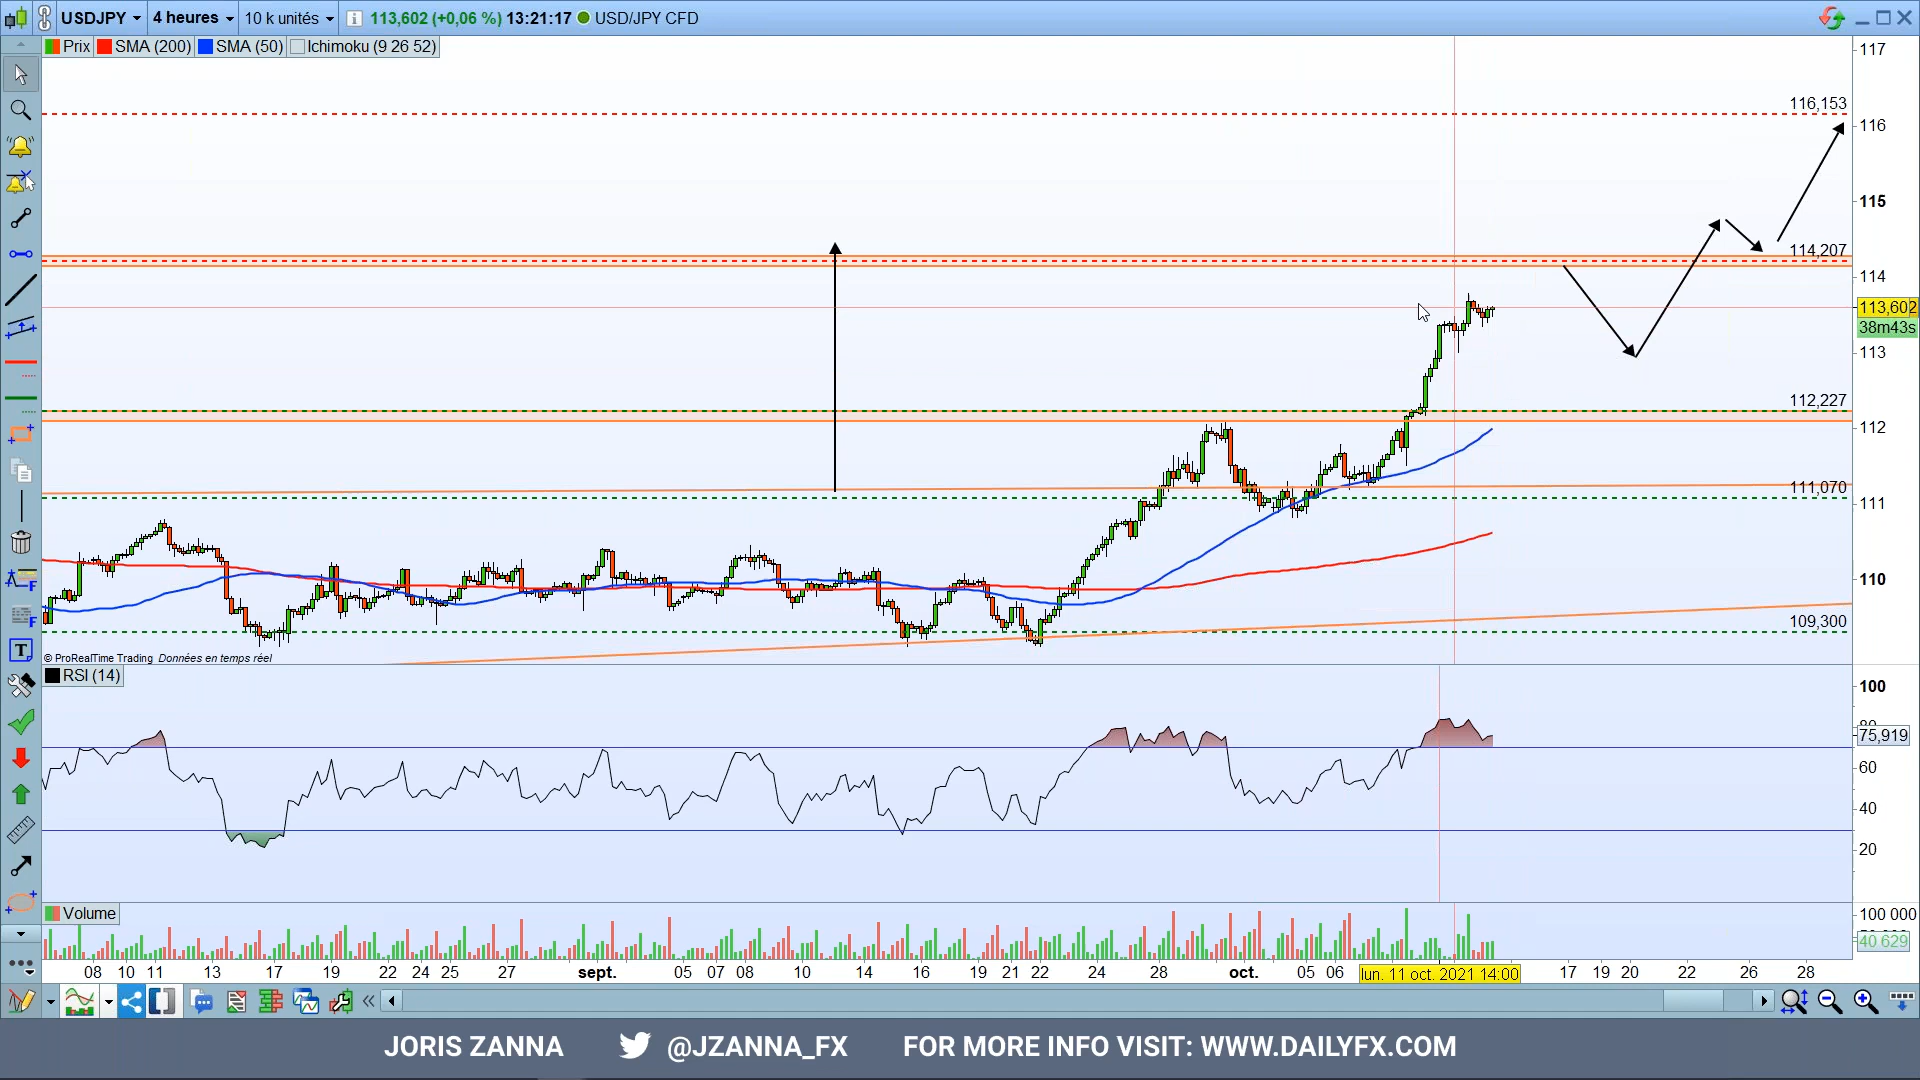 USDJPY 4 heures 10 k unités 113,602 (+0,06 %) 13:21:17 USD/JPY CFD
Prix SMA (200) SMA (50) Ichimoku (9 26 52)
117
116,153
116
115
114,207
114
113,602
38m43s
113
112,227
112
111,070
111
110
109,300
© ProRealTime Trading Données en temps réel
RSI (14)
100
80
75,919
60
40
20
Volume
100 000
40 629
08 10 11 13 17 19 22 24 25 27 sept. 05 07 08 10 14 16 19 21 22 24 28 oct. 05 06 lun. 11 oct. 2021 14:00 17 19 20 22 26 28
JORIS ZANNA @JZANNA_FX FOR MORE INFO VISIT: WWW.DAILYFX.COM